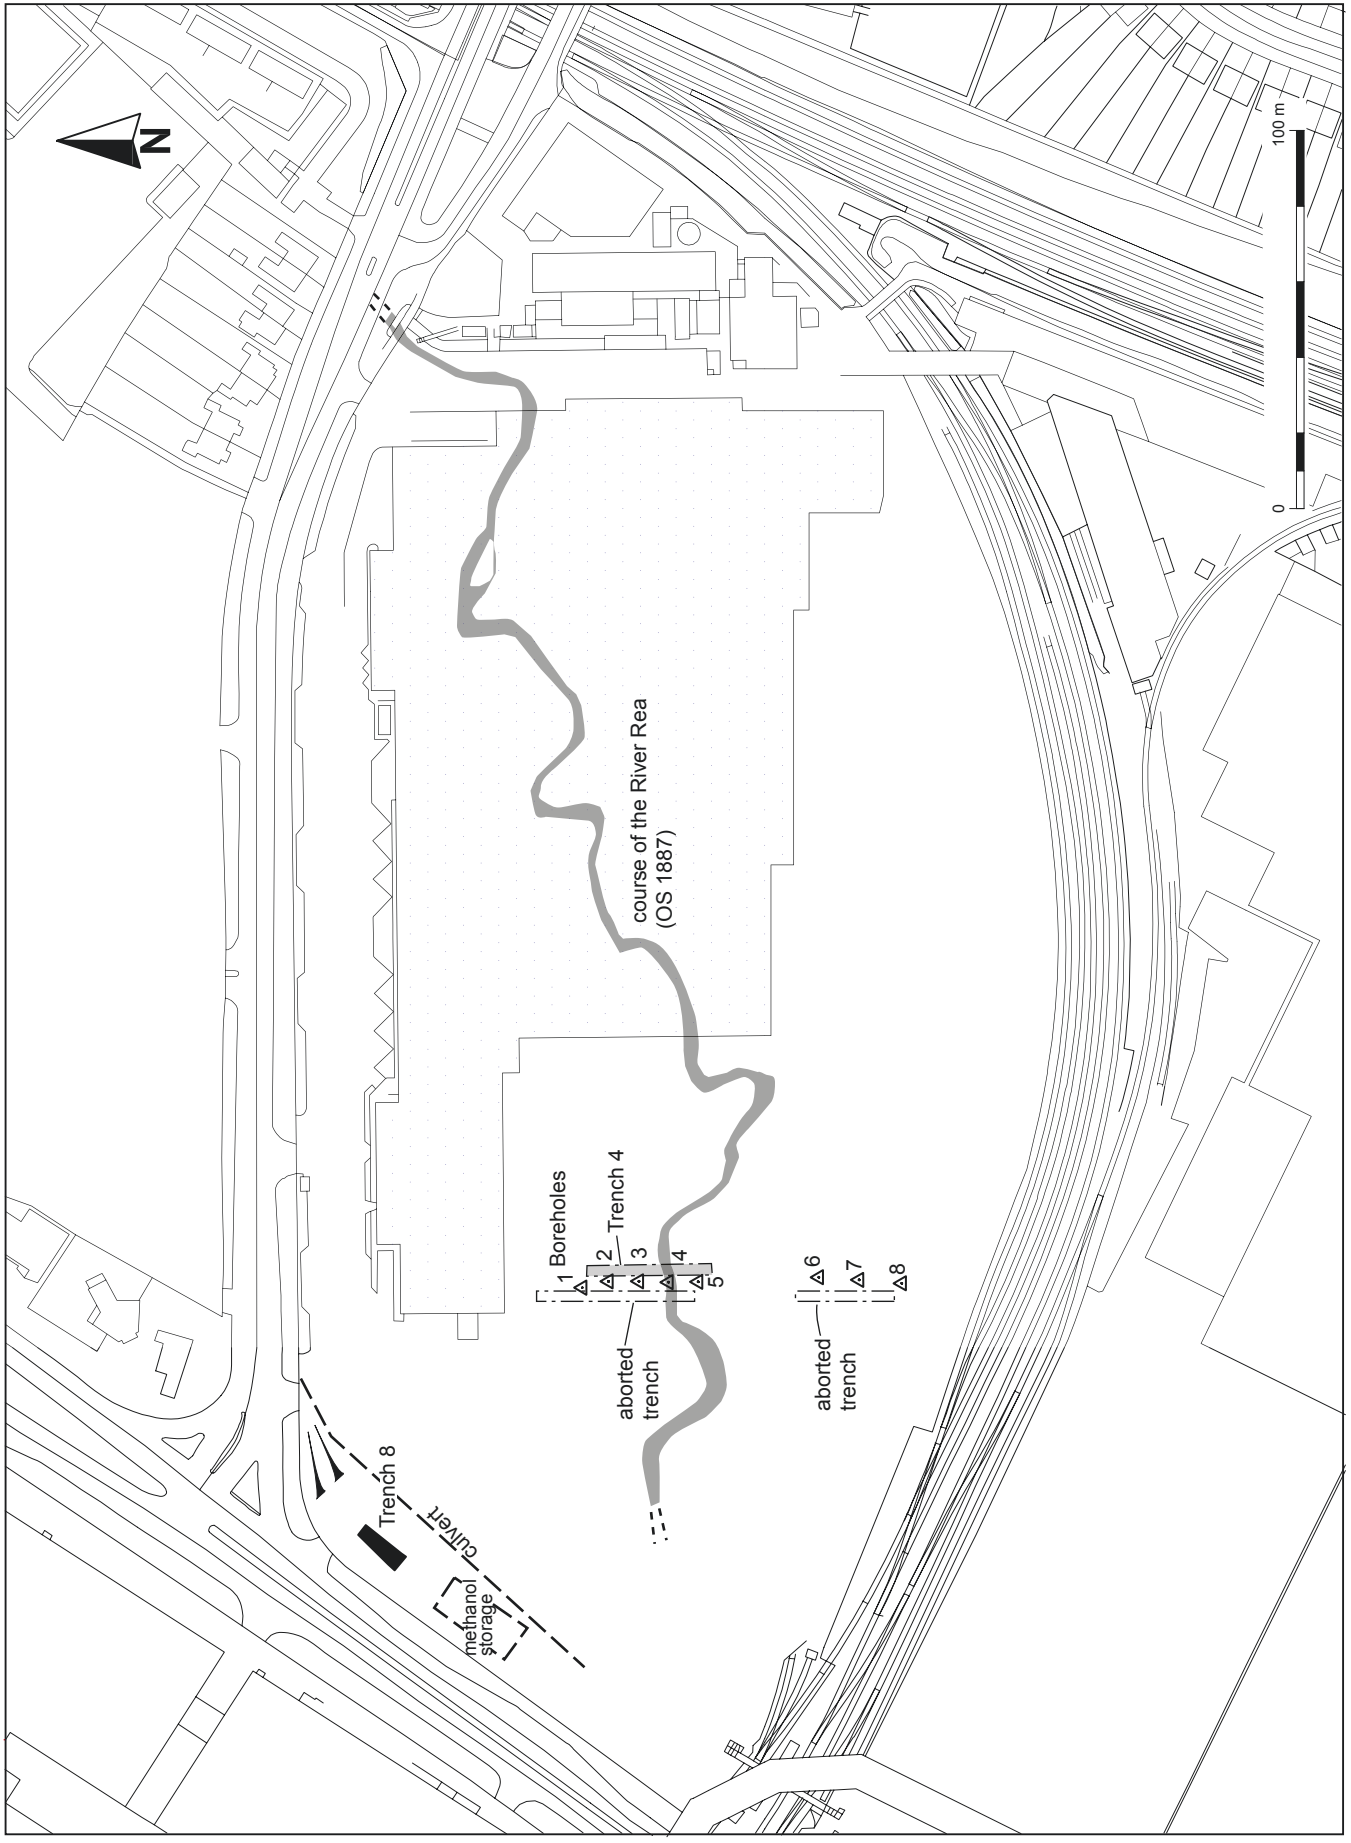 N
100 m
0
course of the River Rea
(OS 1887)
Boreholes
Trench 4
1
2
3
4
5
6
7
8
aborted
trench
aborted
trench
Trench 8
culvert
methanol
storage